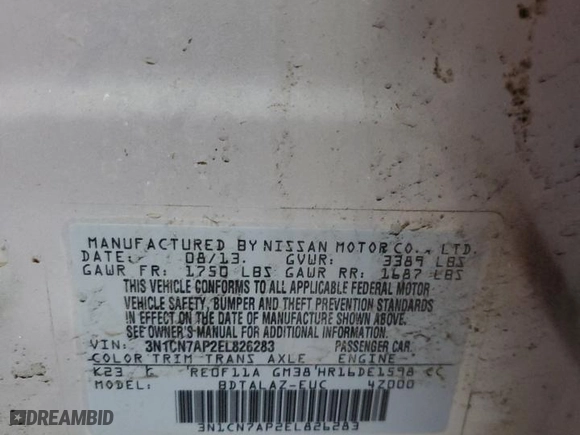 MANUFACTURED BY NISSAN MOTOR CO., LTD.
DATE: 08/13. GVWR: 3389 LBS
GAWR FR: 1750 LBS GAWR RR: 1687 LBS
THIS VEHICLE CONFORMS TO ALL APPLICABLE FEDERAL MOTOR
VEHICLE SAFETY, BUMPER AND THEFT PREVENTION STANDARDS
IN EFFECT ON THE DATE OF MANUFACTURE SHOWN ABOVE.
SEE OWNER'S MANUAL FOR ADDITIONAL INFORMATION.
VIN: 3N1CN7AP2EL826283 PASSENGER CAR.
COLOR TRIM TRANS AXLE ENGINE
K23 RE0F11A GM38 HR16DE1598 CC
MODEL: BDTALAZ-EUC 47000
3N1CN7AP2EL826283
DREAMBID